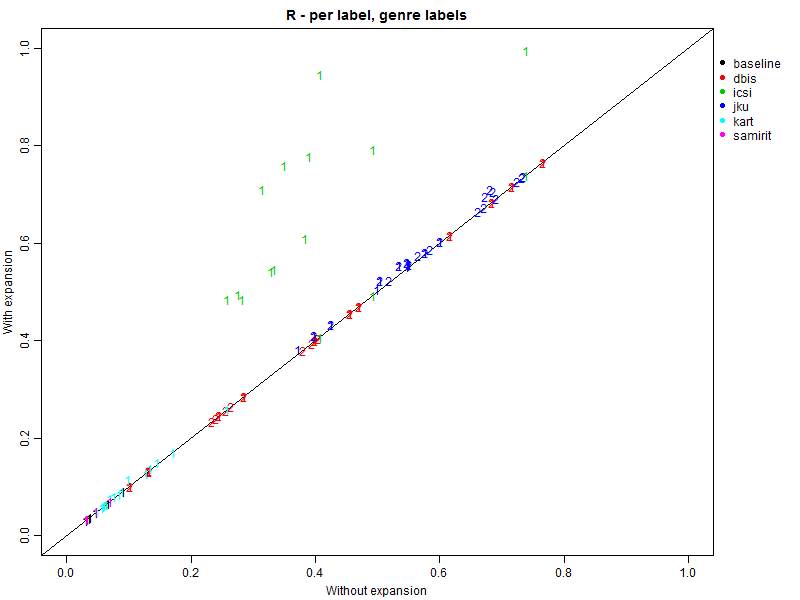 R - per label, genre labels
baseline
dbis
icsi
jku
kart
samirit
With expansion
1.0
0.8
0.6
0.4
0.2
0.0
0.0 0.2 0.4 0.6 0.8 1.0
Without expansion